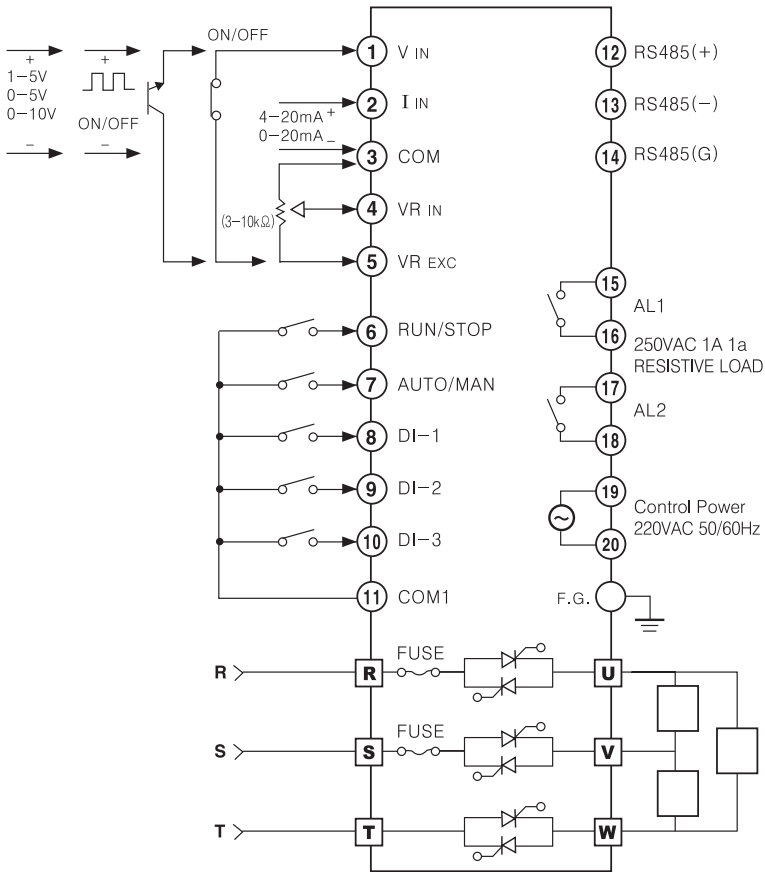 ON/OFF
+
1-5V
0-5V
0-10V
-
+
ON/OFF
-
4-20mA +
0-20mA -
(3-10kΩ)
1 V IN
2 I IN
3 COM
4 VR IN
5 VR EXC
6 RUN/STOP
7 AUTO/MAN
8 DI-1
9 DI-2
10 DI-3
11 COM1
12 RS485(+)
13 RS485(-)
14 RS485(G)
15
AL1
16
250VAC 1A 1a
RESISTIVE LOAD
17
AL2
18
19
Control Power
220VAC 50/60Hz
20
F.G.
R R FUSE U
S S FUSE V
T T W